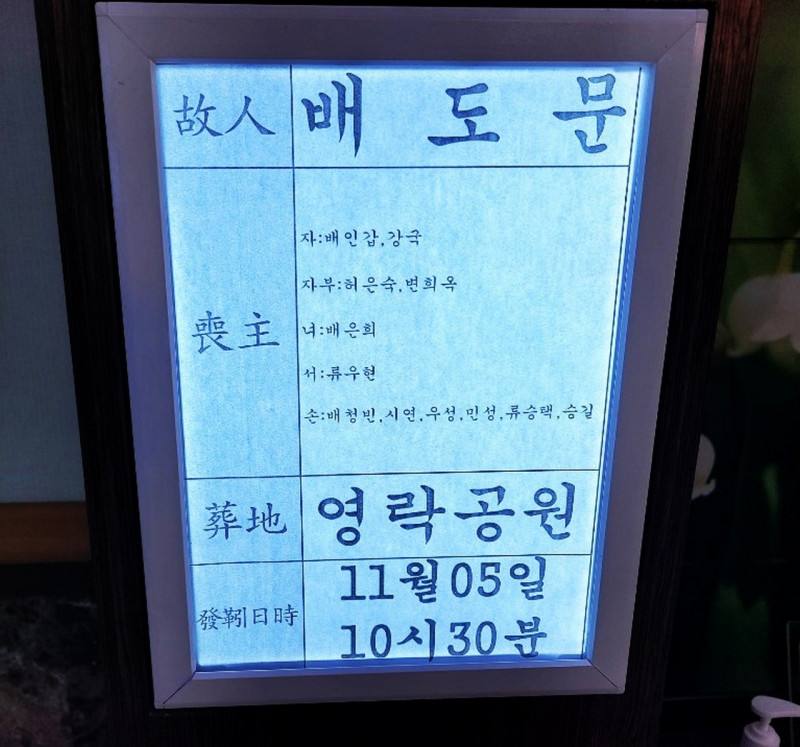 故人 배 도 문
喪主
자:배인갑,강국
자부:허은숙,변희옥
녀:배은희
서:류우현
손:배청빈,시연,우성,민성,류승택,승길
葬地 영락공원
發靷日時
11월05일
10시30분